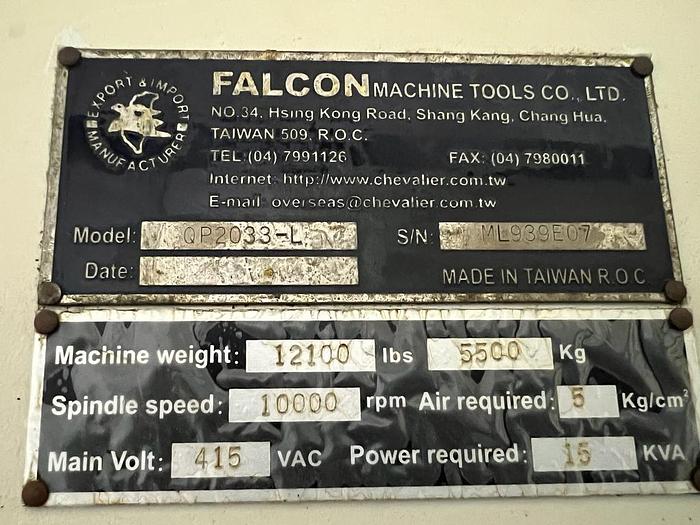 EXPORT & IMPORT
MANUFACTURER
FALCON MACHINE TOOLS CO., LTD.
NO.34, Hsing Kong Road, Shang Kang, Chang Hua,
TAIWAN 509, R.O.C.
TEL:(04) 7991126 FAX: (04) 7980011
Internet: http://www.chevalier.com.tw
E-mail: overseas@chevalier.com.tw
Model: QP2033-L S/N: ML939E07
Date: MADE IN TAIWAN R.O.C.
Machine weight: 12100 lbs 5500 Kg
Spindle speed: 10000 rpm Air required: 5 Kg/cm²
Main Volt: 415 VAC Power required: 15 KVA